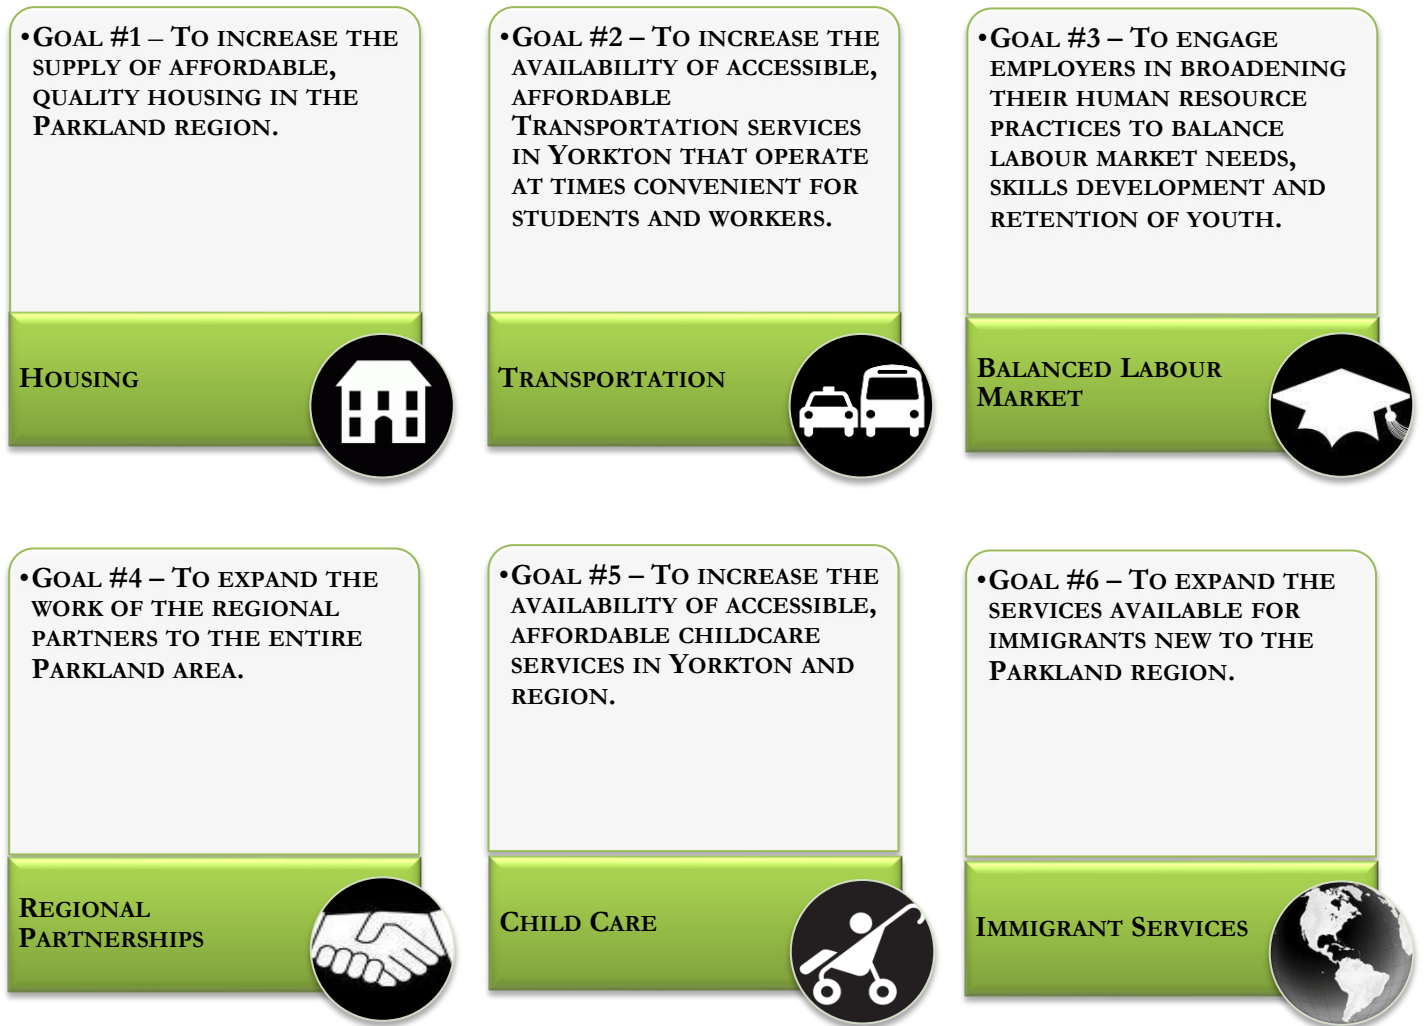 •GOAL #1 – TO INCREASE THE
SUPPLY OF AFFORDABLE,
QUALITY HOUSING IN THE
PARKLAND REGION.
HOUSING
•GOAL #2 – TO INCREASE THE
AVAILABILITY OF ACCESSIBLE,
AFFORDABLE
TRANSPORTATION SERVICES
IN YORKTON THAT OPERATE
AT TIMES CONVENIENT FOR
STUDENTS AND WORKERS.
TRANSPORTATION
•GOAL #3 – TO ENGAGE
EMPLOYERS IN BROADENING
THEIR HUMAN RESOURCE
PRACTICES TO BALANCE
LABOUR MARKET NEEDS,
SKILLS DEVELOPMENT AND
RETENTION OF YOUTH.
BALANCED LABOUR
MARKET
•GOAL #4 – TO EXPAND THE
WORK OF THE REGIONAL
PARTNERS TO THE ENTIRE
PARKLAND AREA.
REGIONAL
PARTNERSHIPS
•GOAL #5 – TO INCREASE THE
AVAILABILITY OF ACCESSIBLE,
AFFORDABLE CHILDCARE
SERVICES IN YORKTON AND
REGION.
CHILD CARE
•GOAL #6 – TO EXPAND THE
SERVICES AVAILABLE FOR
IMMIGRANTS NEW TO THE
PARKLAND REGION.
IMMIGRANT SERVICES